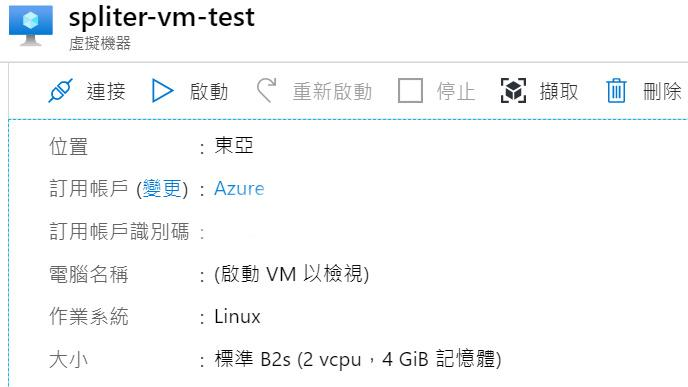 spliter-vm-test
虛擬機器
連接 啟動 重新啟動 停止 擷取 刪除
位置 : 東亞
訂用帳戶 (變更) : Azure
訂用帳戶識別碼 :
電腦名稱 : (啟動 VM 以檢視)
作業系統 : Linux
大小 : 標準 B2s (2 vcpu，4 GiB 記憶體)